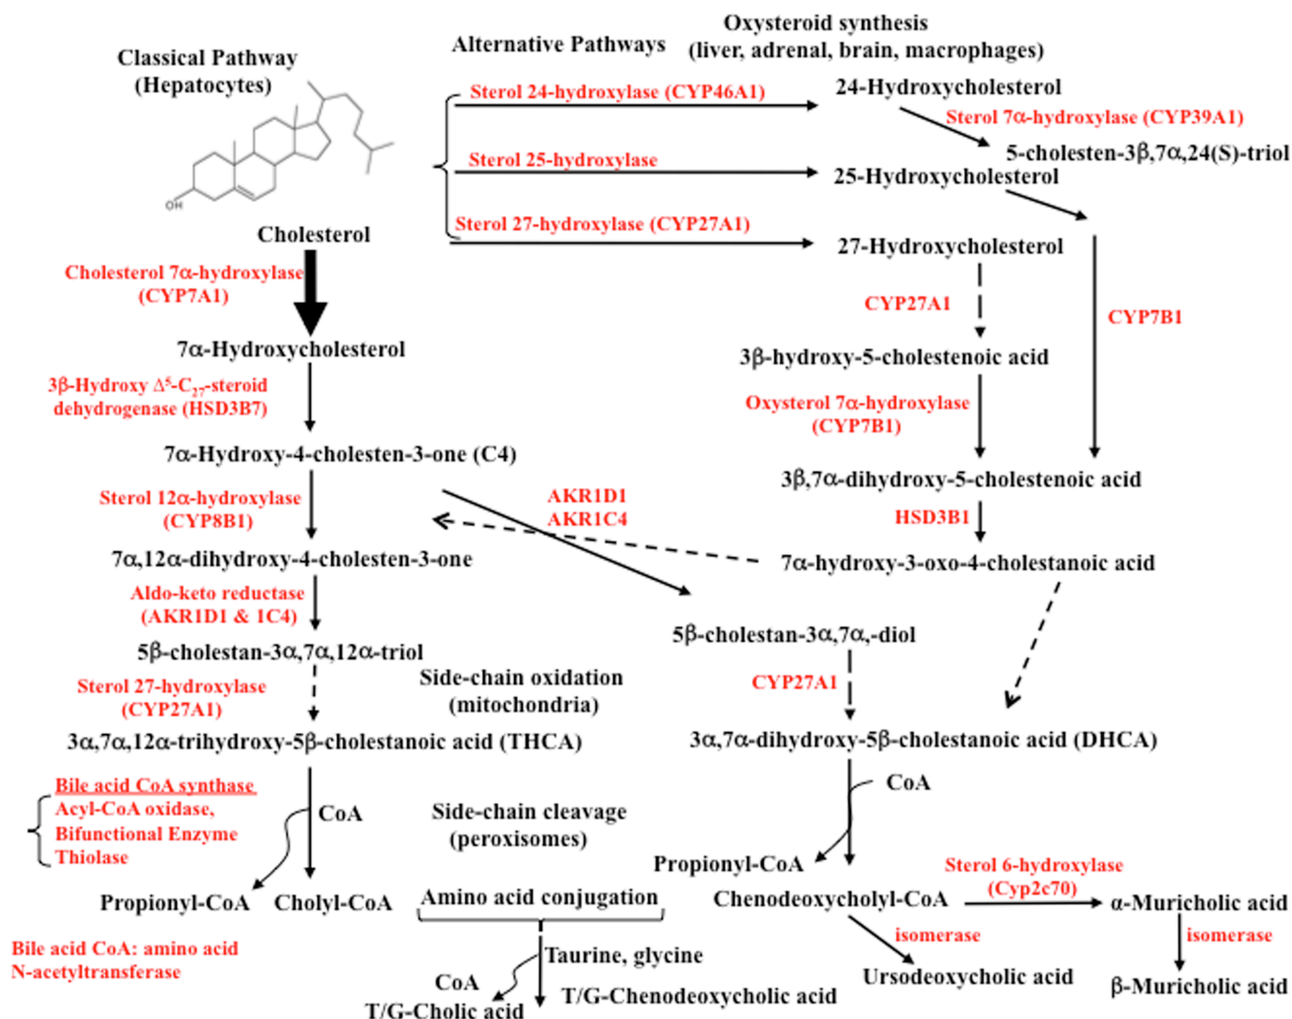 Classical Pathway
(Hepatocytes)
OH
Cholesterol
Cholesterol 7α-hydroxylase
(CYP7A1)
7α-Hydroxycholesterol
3β-Hydroxy Δ⁵-C₂₇-steroid
dehydrogenase (HSD3B7)
7α-Hydroxy-4-cholesten-3-one (C4)
Sterol 12α-hydroxylase
(CYP8B1)
7α,12α-dihydroxy-4-cholesten-3-one
Aldo-keto reductase
(AKR1D1 & 1C4)
5β-cholestan-3α,7α,12α-triol
Sterol 27-hydroxylase
(CYP27A1)
3α,7α,12α-trihydroxy-5β-cholestanoic acid (THCA)
Bile acid CoA synthase
Acyl-CoA oxidase,
Bifunctional Enzyme
Thiolase
CoA
Propionyl-CoA
Cholyl-CoA
Bile acid CoA: amino acid
N-acetyltransferase
Alternative Pathways
Oxysteroid synthesis
(liver, adrenal, brain, macrophages)
Sterol 24-hydroxylase (CYP46A1)
24-Hydroxycholesterol
Sterol 7α-hydroxylase (CYP39A1)
5-cholesten-3β,7α,24(S)-triol
Sterol 25-hydroxylase
25-Hydroxycholesterol
Sterol 27-hydroxylase (CYP27A1)
27-Hydroxycholesterol
CYP27A1
CYP7B1
3β-hydroxy-5-cholestenoic acid
Oxysterol 7α-hydroxylase
(CYP7B1)
3β,7α-dihydroxy-5-cholestenoic acid
HSD3B1
7α-hydroxy-3-oxo-4-cholestanoic acid
AKR1D1
AKR1C4
5β-cholestan-3α,7α,-diol
CYP27A1
3α,7α-dihydroxy-5β-cholestanoic acid (DHCA)
Side-chain oxidation
(mitochondria)
Side-chain cleavage
(peroxisomes)
CoA
Propionyl-CoA
Chenodeoxycholyl-CoA
Sterol 6-hydroxylase
(Cyp2c70)
α-Muricholic acid
isomerase
isomerase
Ursodeoxycholic acid
β-Muricholic acid
Amino acid conjugation
Taurine, glycine
CoA
T/G-Cholic acid
T/G-Chenodeoxycholic acid